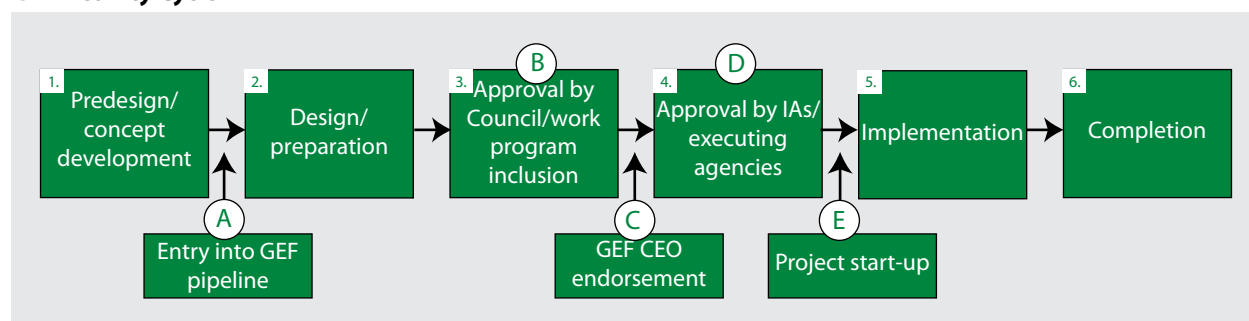 1.
Predesign/
concept
development
2.
Design/
preparation
3.
B
Approval by
Council/work
program
inclusion
4.
D
Approval by IAs/
executing
agencies
5.
Implementation
6.
Completion
A
Entry into GEF
pipeline
C
GEF CEO
endorsement
E
Project start-up